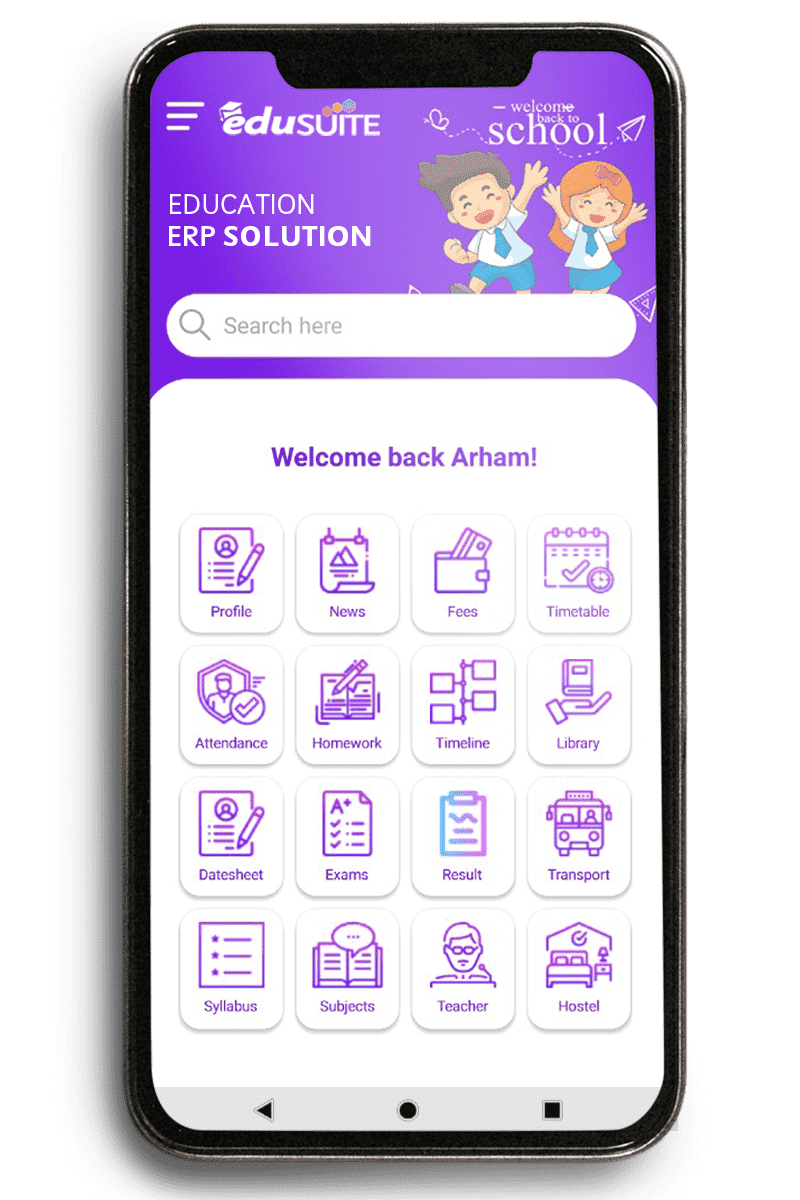 eduSUITE
welcome
back to
school
EDUCATION
ERP SOLUTION
Search here
Welcome back Arham!
Profile
News
Fees
Timetable
Attendance
Homework
Timeline
Library
Datesheet
A+
Exams
Result
Transport
Syllabus
Subjects
Teacher
Hostel